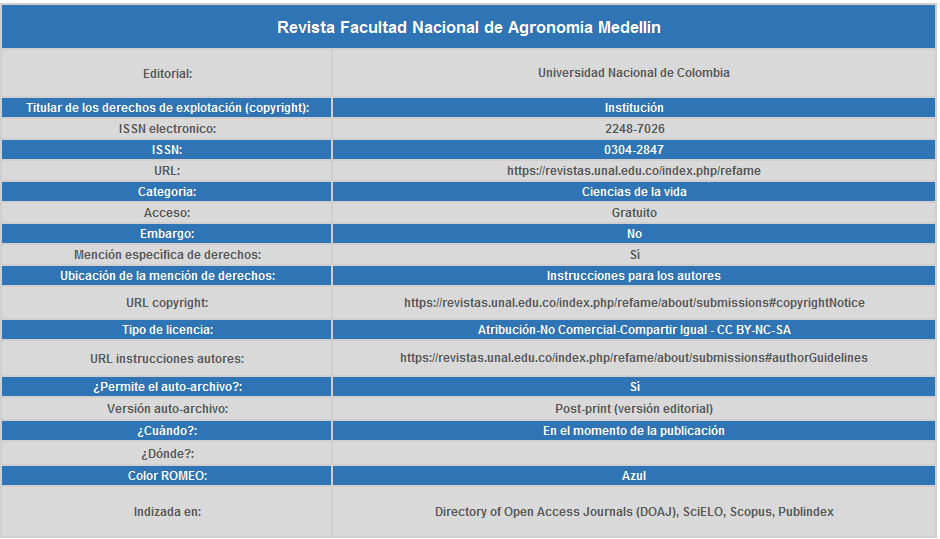 Revista Facultad Nacional de Agronomía Medellín
Editorial: Universidad Nacional de Colombia
Titular de los derechos de explotación (copyright): Institución
ISSN electronico: 2248-7026
ISSN: 0304-2847
URL: https://revistas.unal.edu.co/index.php/refame
Categoria: Ciencias de la vida
Acceso: Gratuito
Embargo: No
Mención específica de derechos: Sí
Ubicación de la mención de derechos: Instrucciones para los autores
URL copyright: https://revistas.unal.edu.co/index.php/refame/about/submissions#copyrightNotice
Tipo de licencia: Atribución-No Comercial-Compartir Igual - CC BY-NC-SA
URL instrucciones autores: https://revistas.unal.edu.co/index.php/refame/about/submissions#authorGuidelines
¿Permite el auto-archivo?: Sí
Versión auto-archivo: Post-print (versión editorial)
¿Cuándo?: En el momento de la publicación
¿Dónde?:
Color ROMEO: Azul
Indizada en: Directory of Open Access Journals (DOAJ), SciELO, Scopus, Publindex